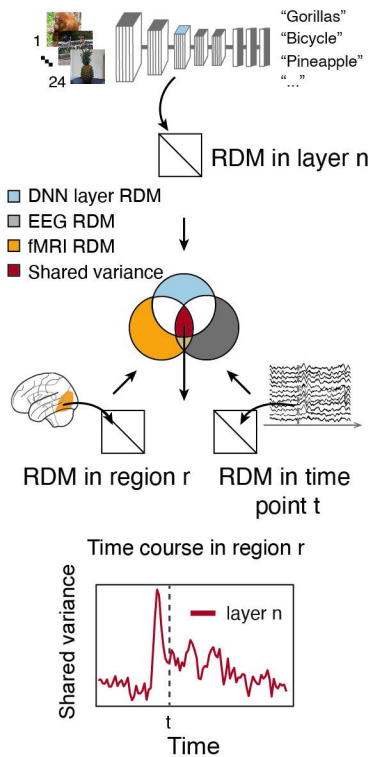 “Gorillas”
1
“Bicycle”
“Pineapple”
24
“...”
RDM in layer n
DNN layer RDM
EEG RDM
fMRI RDM
Shared variance
RDM in region r
RDM in time
point t
Time course in region r
Shared variance
layer n
t
Time